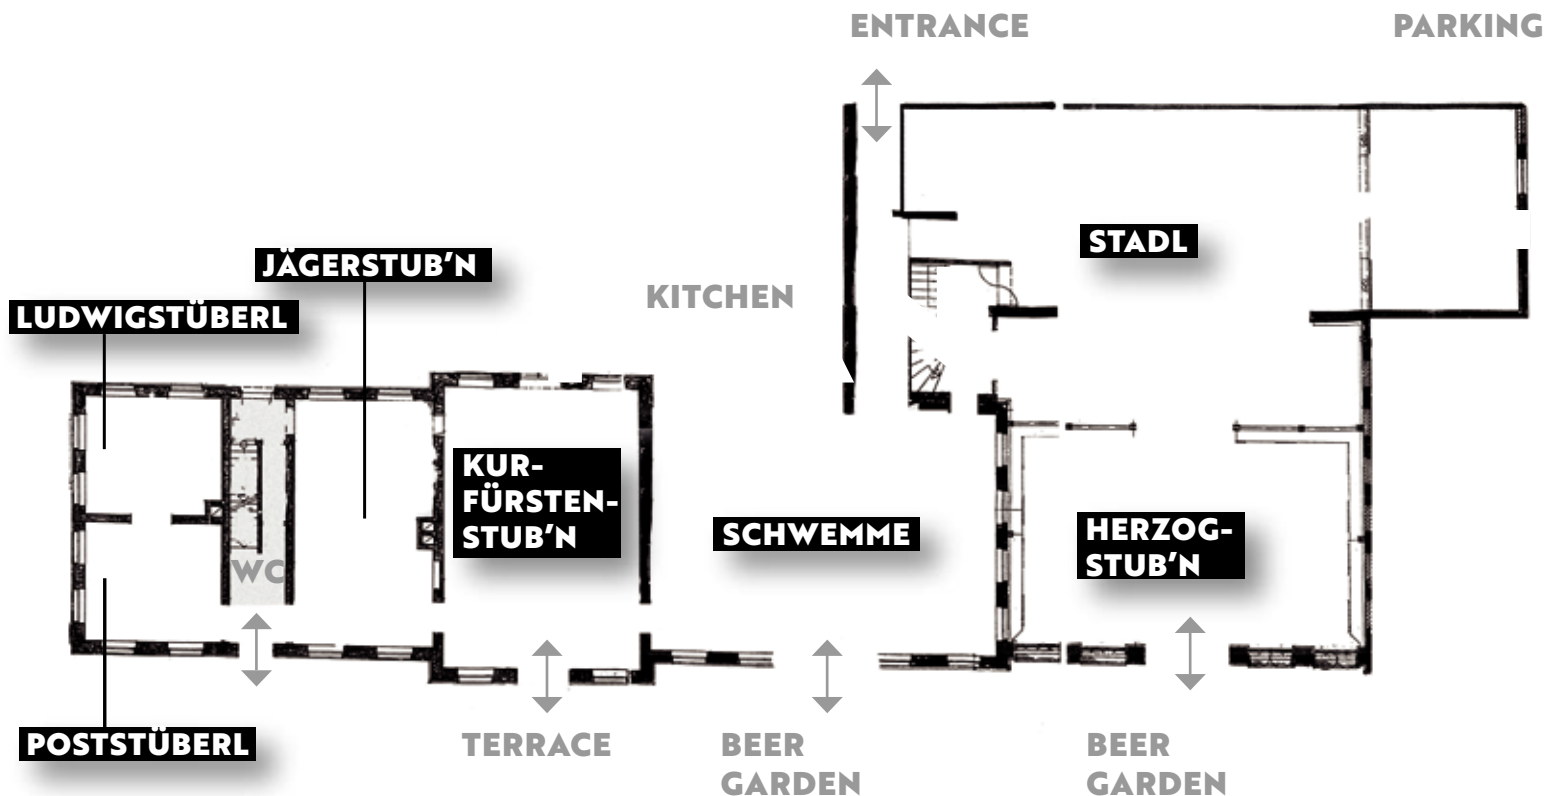 ENTRANCE
PARKING
STADL
JÄGERSTUB’N
KITCHEN
LUDWIGSTÜBERL
KUR-
FÜRSTEN-
STUB’N
SCHWEMME
HERZOG-
STUB’N
WC
POSTSTÜBERL
TERRACE
BEER
GARDEN
BEER
GARDEN